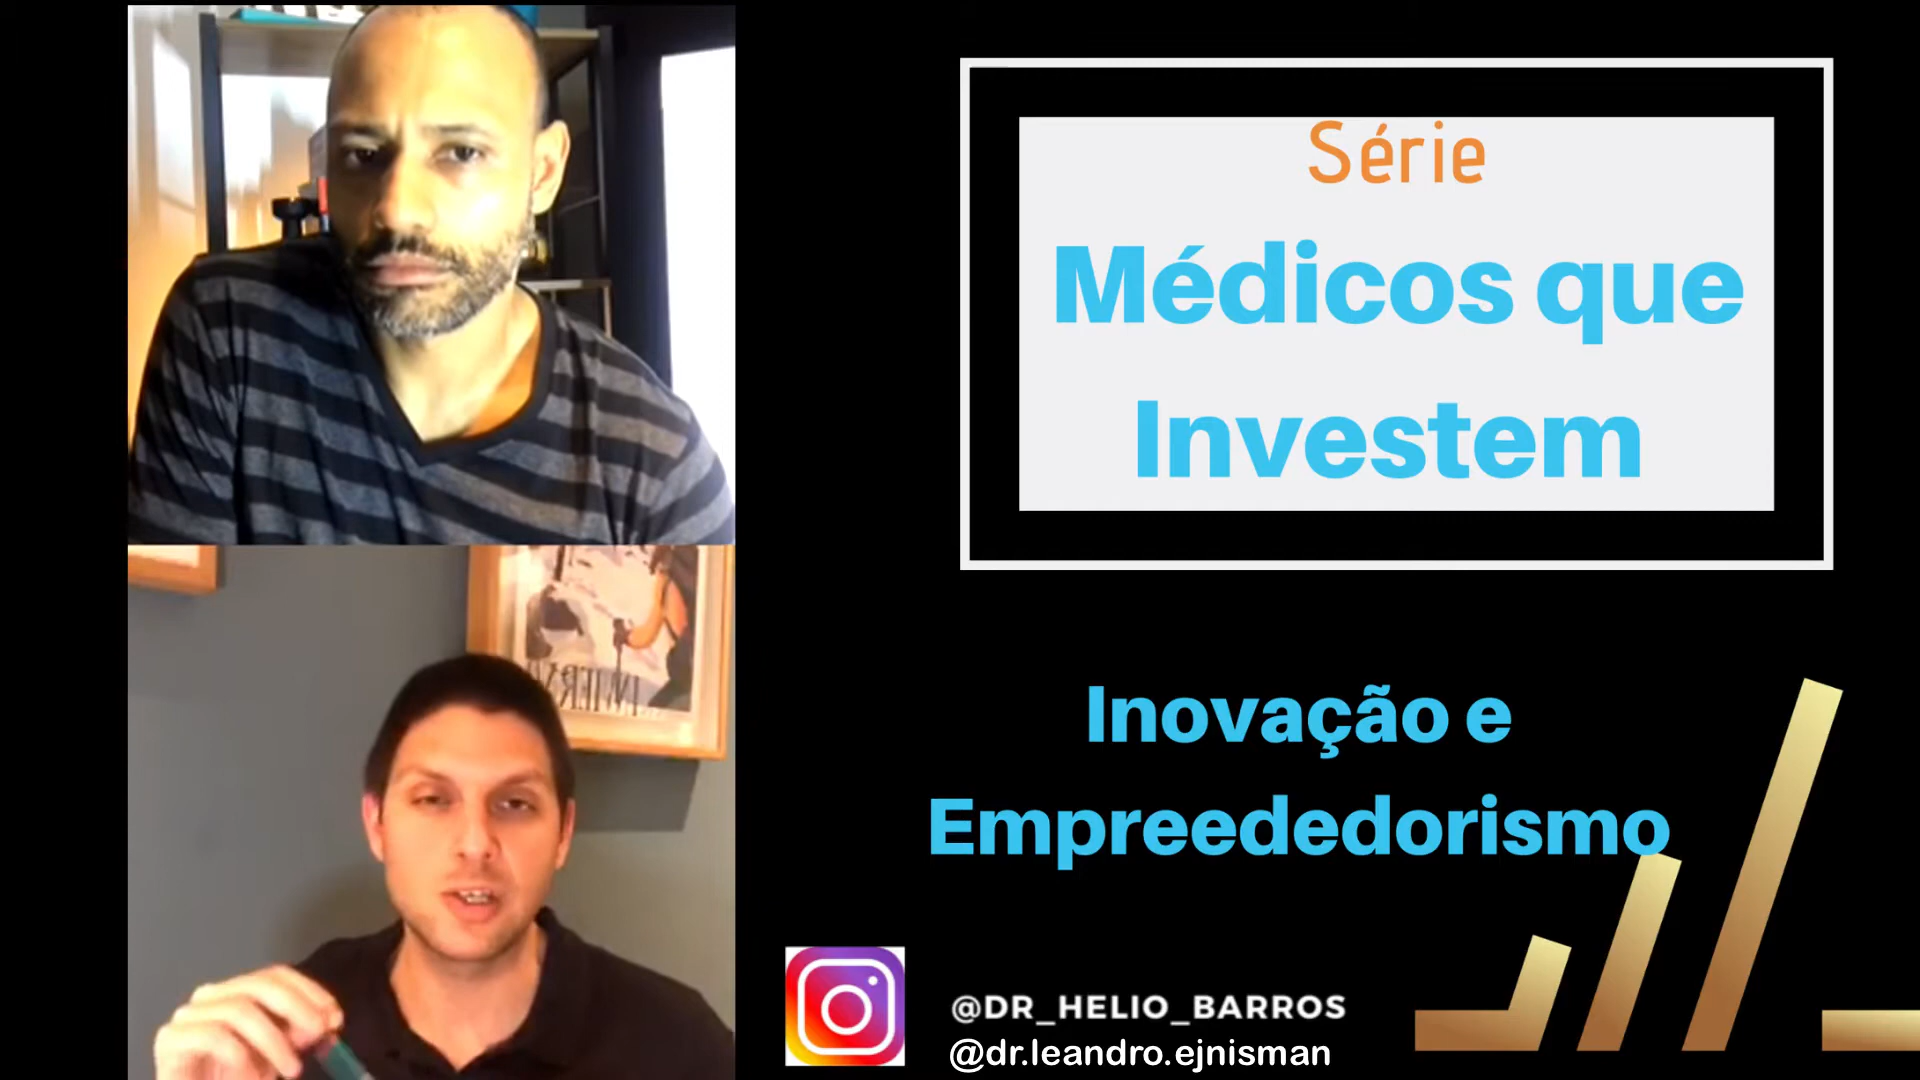 Série
Médicos que
Investem
Inovação e
Empreededorismo
@DR_HELIO_BARROS
@dr.leandro.ejnisman